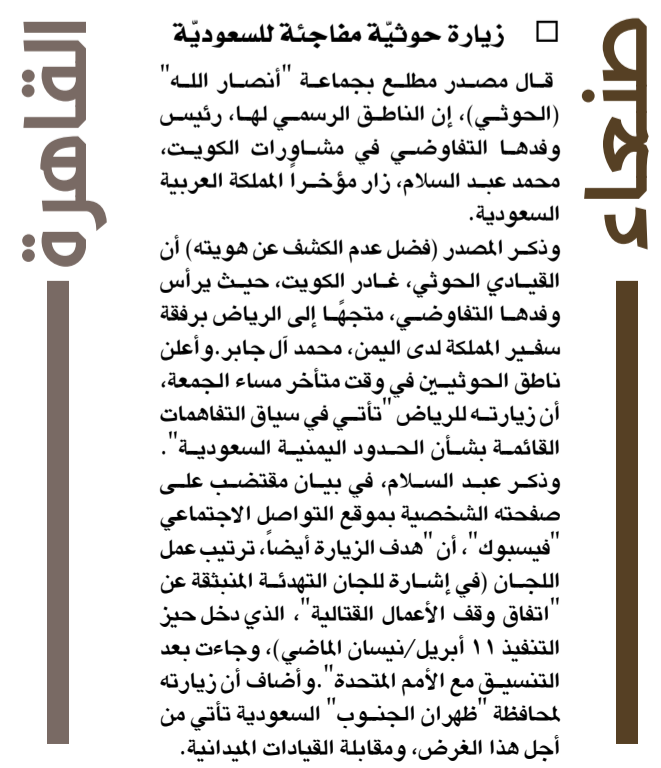 صنعاء
□ زيارة حوثيّة مفاجئة للسعوديّة
قال مصدر مطلع بجماعة "أنصار الله"
(الحوثي)، إن الناطق الرسمي لها، رئيس
وفدها التفاوضي في مشاورات الكويت،
محمد عبد السلام، زار مؤخراً المملكة العربية
السعودية.
وذكر المصدر (فضل عدم الكشف عن هويته) أن
القيادي الحوثي، غادر الكويت، حيث يرأس
وفدها التفاوضي، متجهًا إلى الرياض برفقة
سفير المملكة لدى اليمن، محمد آل جابر.وأعلن
ناطق الحوثيين في وقت متأخر مساء الجمعة،
أن زيارته للرياض "تأتي في سياق التفاهمات
القائمة بشأن الحدود اليمنية السعودية".
وذكر عبد السلام، في بيان مقتضب على
صفحته الشخصية بموقع التواصل الاجتماعي
"فيسبوك"، أن "هدف الزيارة أيضاً، ترتيب عمل
اللجان (في إشارة للجان التهدئة المنبثقة عن
"اتفاق وقف الأعمال القتالية"، الذي دخل حيز
التنفيذ ١١ أبريل/نيسان الماضي)، وجاءت بعد
التنسيق مع الأمم المتحدة".وأضاف أن زيارته
لمحافظة "ظهران الجنوب" السعودية تأتي من
أجل هذا الغرض، ومقابلة القيادات الميدانية.
القاهرة